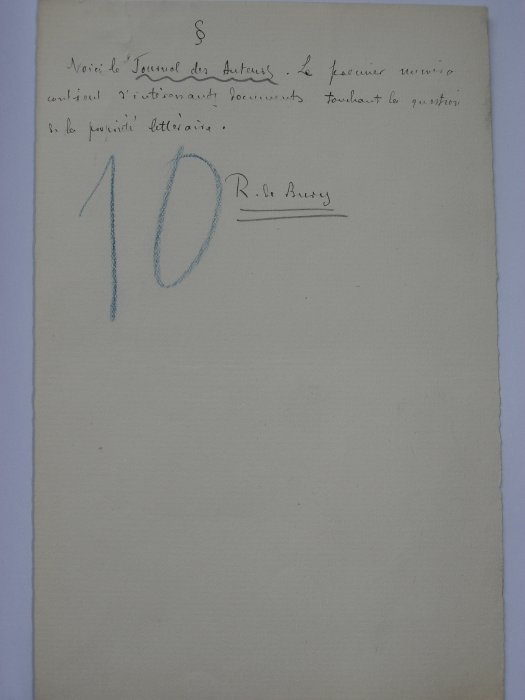 §
Voici le Journal des Auteurs. Le premier numéro
contient d'intéressants documents touchant la question
de la propriété littéraire.
10
R. de Bury